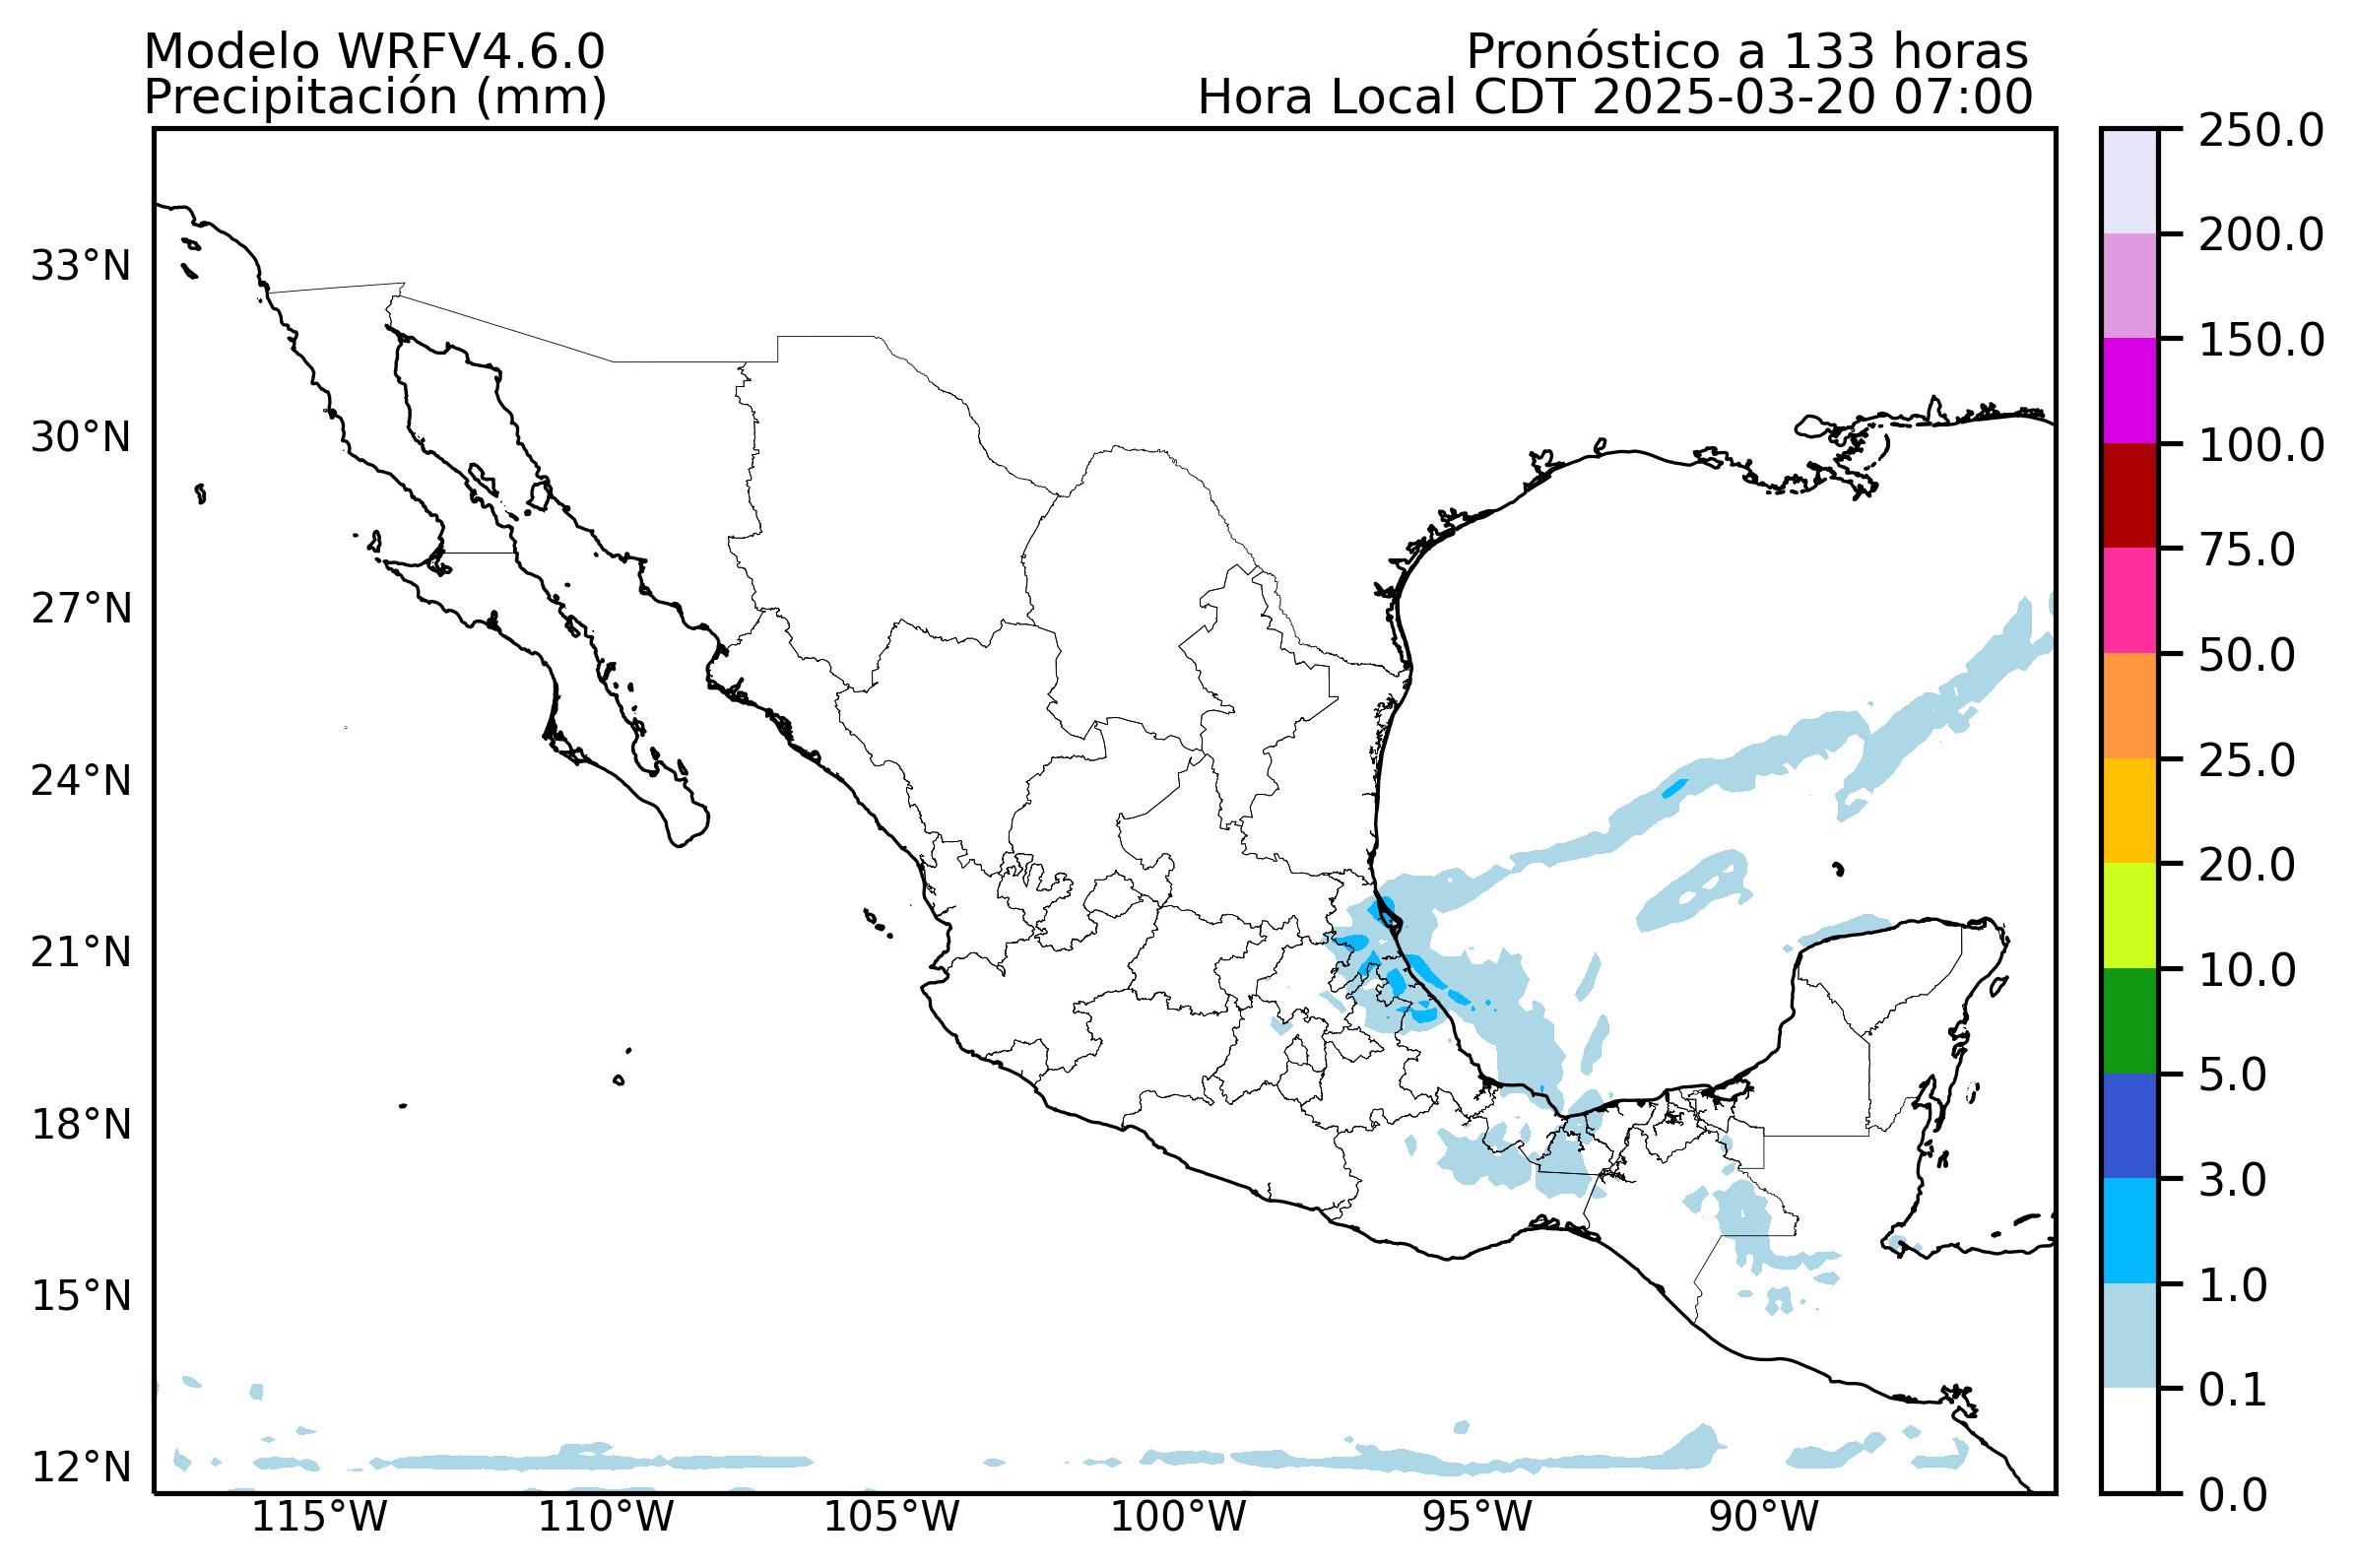 Modelo WRFV4.6.0
Pronóstico a 133 horas
Precipitación (mm)
Hora Local CDT 2025-03-20 07:00
250.0
200.0
150.0
100.0
75.0
50.0
25.0
20.0
10.0
5.0
3.0
1.0
0.1
0.0
33°N
30°N
27°N
24°N
21°N
18°N
15°N
12°N
115°W
110°W
105°W
100°W
95°W
90°W